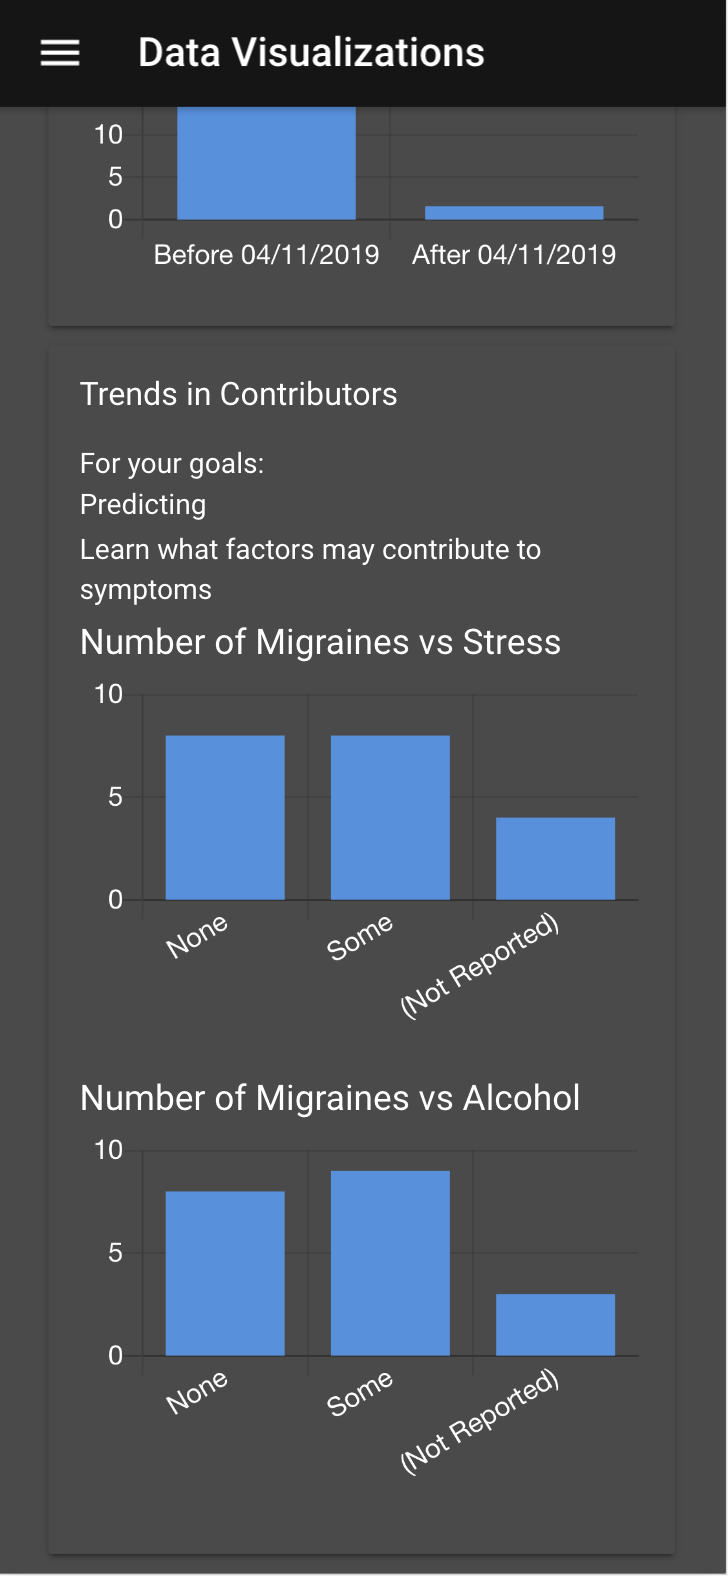 Data Visualizations
10
5
0
Before 04/11/2019 After 04/11/2019
Trends in Contributors
For your goals:
Predicting
Learn what factors may contribute to
symptoms
Number of Migraines vs Stress
10
5
0
None Some (Not Reported)
Number of Migraines vs Alcohol
10
5
0
None Some (Not Reported)